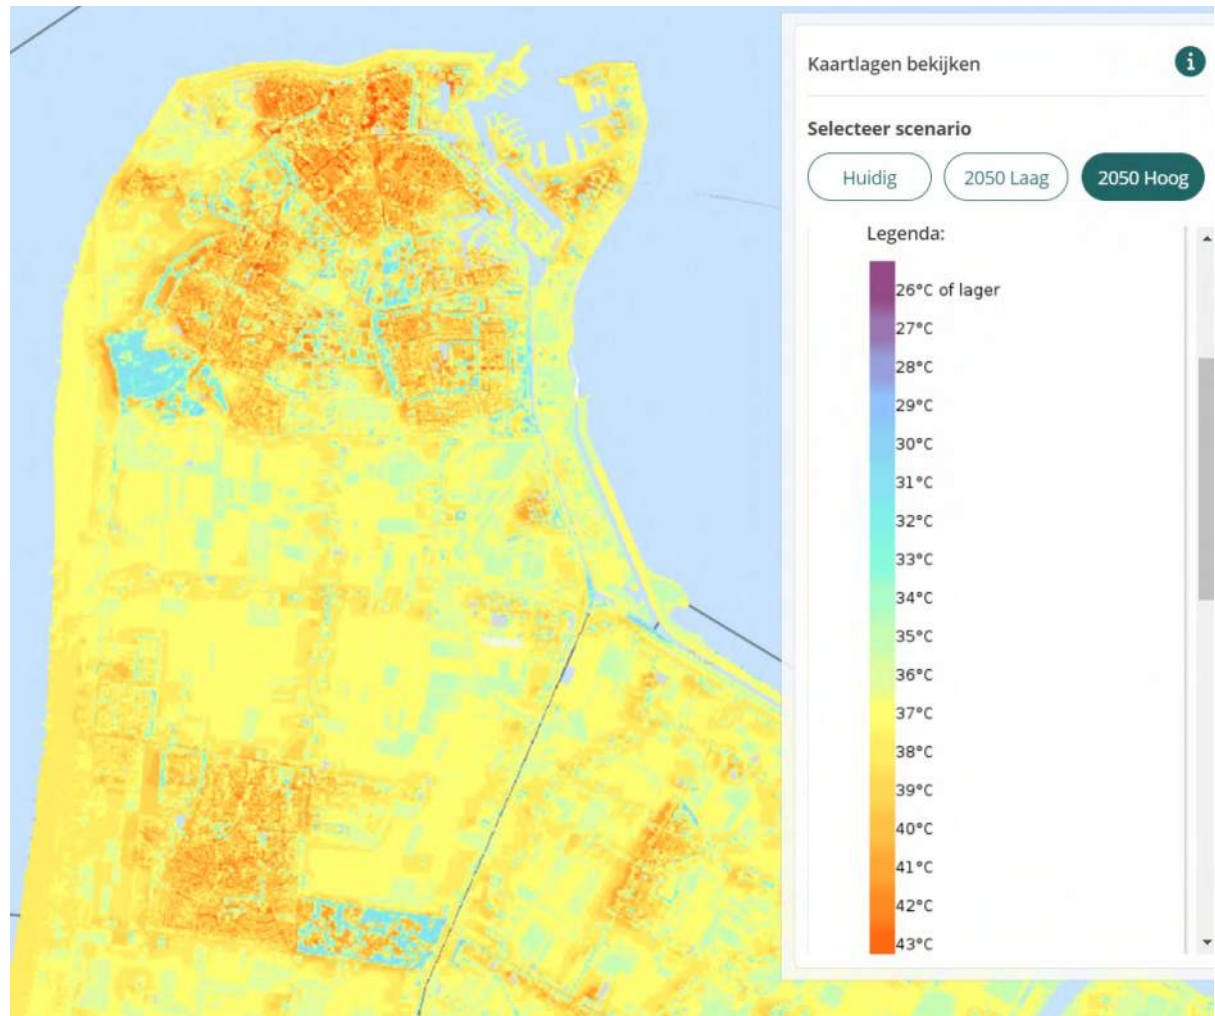 Kaartlagen bekijken
i
Selecteer scenario
Huidig 2050 Laag 2050 Hoog
Legenda:
26°C of lager
27°C
28°C
29°C
30°C
31°C
32°C
33°C
34°C
35°C
36°C
37°C
38°C
39°C
40°C
41°C
42°C
43°C